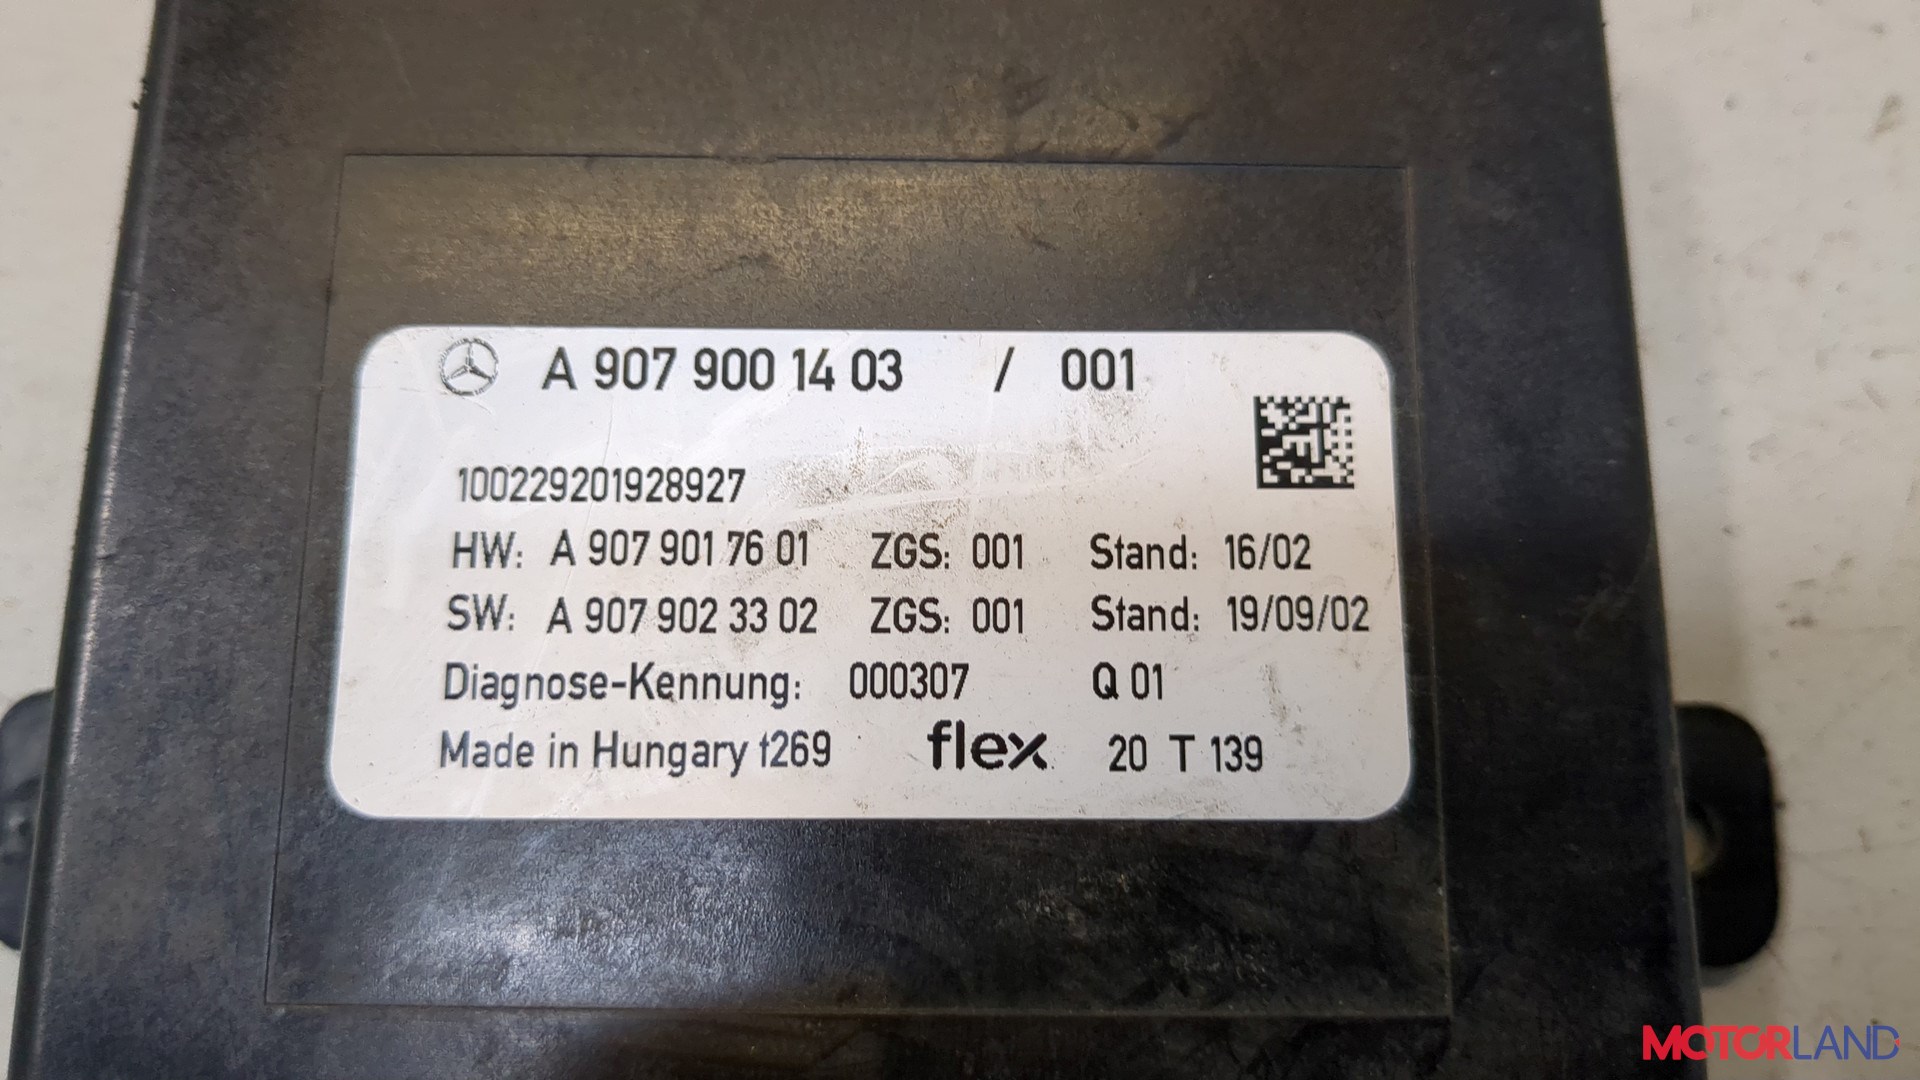 A 907 900 14 03 / 001
100229201928927
HW: A 907 901 76 01 ZGS: 001 Stand: 16/02
SW: A 907 902 33 02 ZGS: 001 Stand: 19/09/02
Diagnose-Kennung: 000307 Q 01
Made in Hungary t269 flex 20 T 139
MOTORLAND